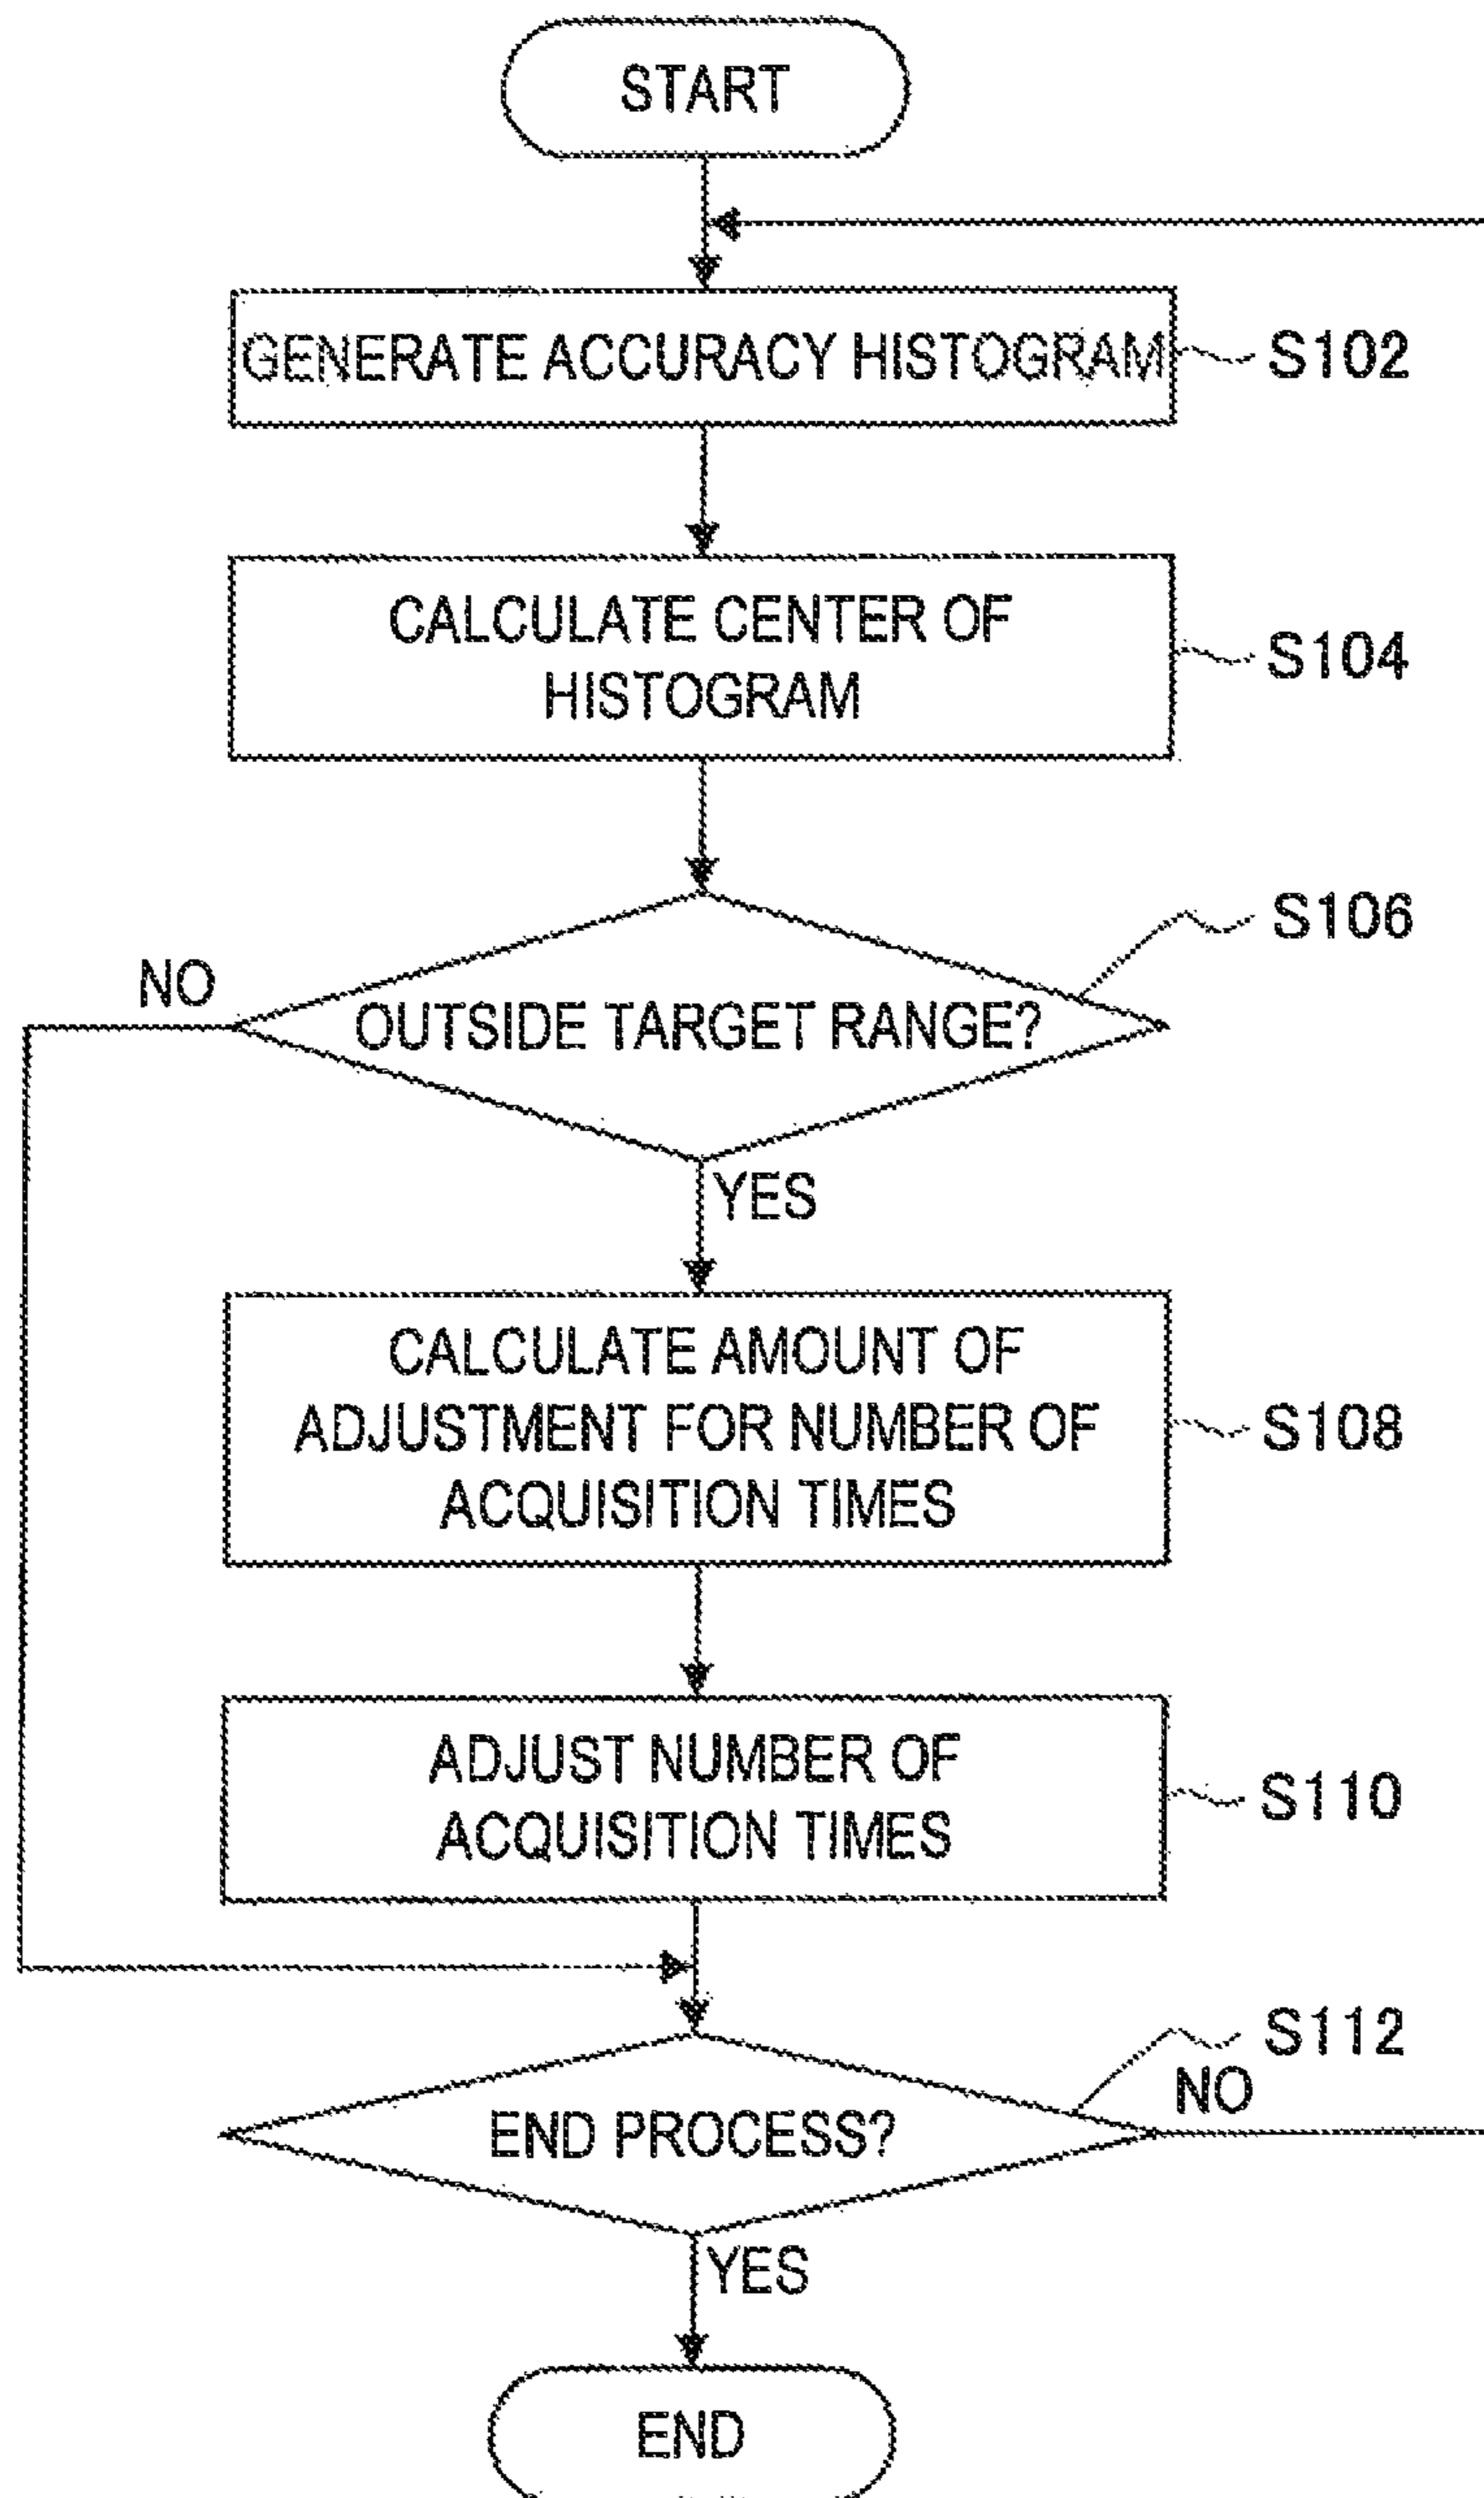 START
GENERATE ACCURACY HISTOGRAM
S102
CALCULATE CENTER OF
HISTOGRAM
S104
S106
NO
OUTSIDE TARGET RANGE?
YES
CALCULATE AMOUNT OF
ADJUSTMENT FOR NUMBER OF
ACQUISITION TIMES
S108
ADJUST NUMBER OF
ACQUISITION TIMES
S110
S112
NO
END PROCESS?
YES
END